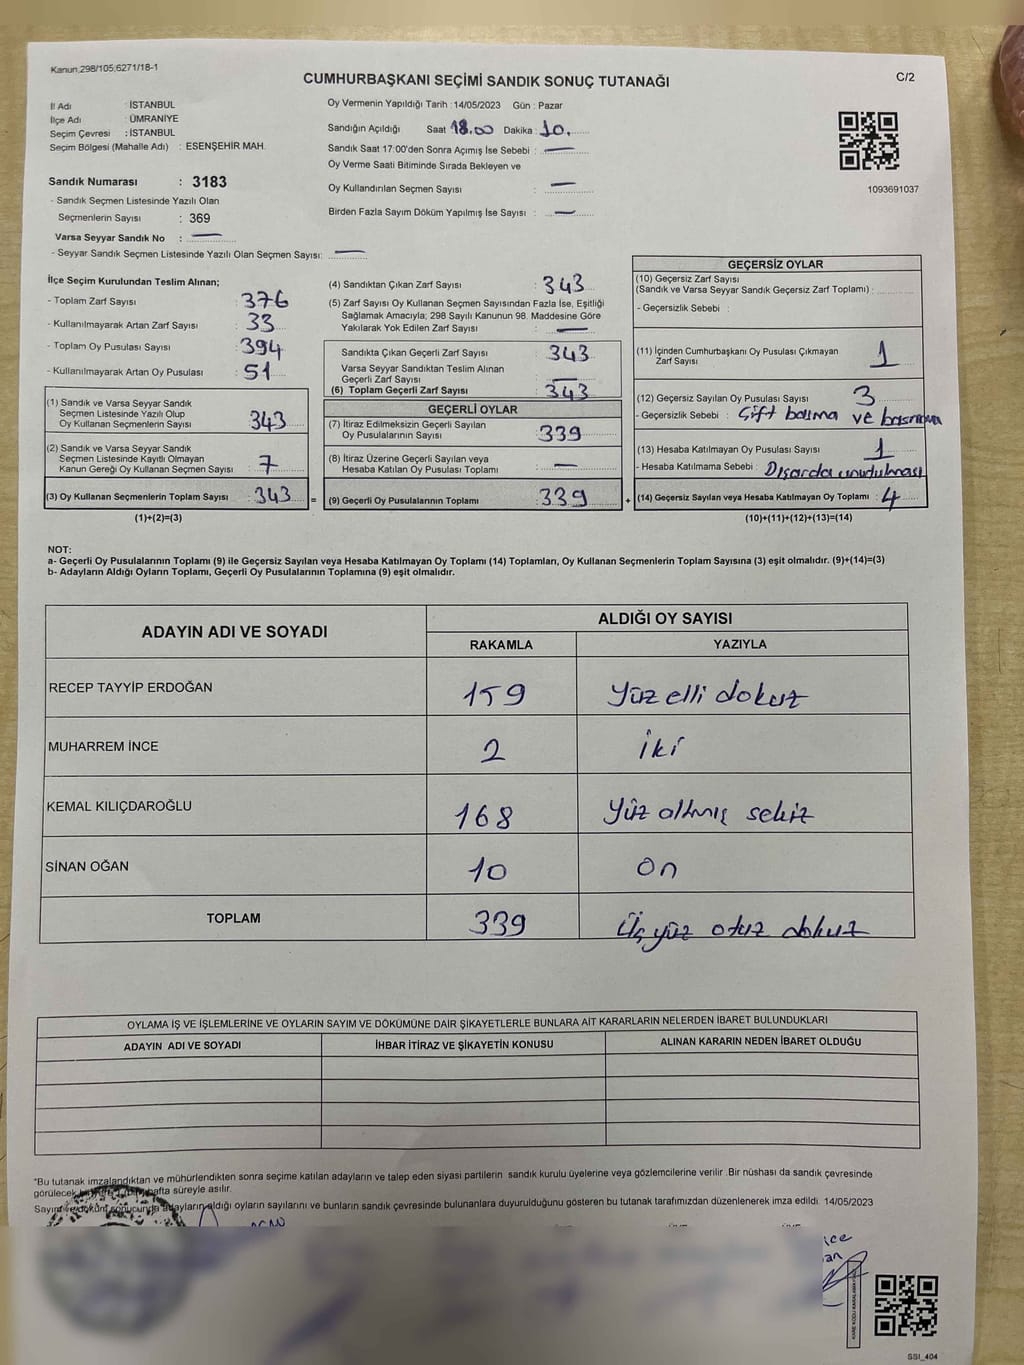 Kanun 298/105;6271/18-1
C/2
CUMHURBAŞKANI SEÇİMİ SANDIK SONUÇ TUTANAĞI
İl Adı : İSTANBUL
İlçe Adı : ÜMRANİYE
Seçim Çevresi : İSTANBUL
Seçim Bölgesi (Mahalle Adı) : ESENŞEHİR MAH.
Sandık Numarası : 3183
- Sandık Seçmen Listesinde Yazılı Olan
Seçmenlerin Sayısı : 369
Varsa Seyyar Sandık No : —
- Seyyar Sandık Seçmen Listesinde Yazılı Olan Seçmen Sayısı: —
Oy Vermenin Yapıldığı Tarih : 14/05/2023 Gün : Pazar
Sandığın Açıldığı Saat 18.00 Dakika : 10.
Sandık Saat 17:00'den Sonra Açımış İse Sebebi : —
Oy Verme Saati Bitiminde Sırada Bekleyen ve
Oy Kullandırılan Seçmen Sayısı : —
Birden Fazla Sayım Döküm Yapılmış İse Sayısı : —
1093691037
İlçe Seçim Kurulundan Teslim Alınan;
- Toplam Zarf Sayısı : 376
- Kullanılmayarak Artan Zarf Sayısı : 33
- Toplam Oy Pusulası Sayısı : 394
- Kullanılmayarak Artan Oy Pusulası : 51
(1) Sandık ve Varsa Seyyar Sandık
Seçmen Listesinde Yazılı Olup
Oy Kullanan Seçmenlerin Sayısı : 343
(2) Sandık ve Varsa Seyyar Sandık
Seçmen Listesinde Kayıtlı Olmayan
Kanun Gereği Oy Kullanan Seçmen Sayısı : 7
(3) Oy Kullanan Seçmenlerin Toplam Sayısı : 343 =
(1)+(2)=(3)
(4) Sandıktan Çıkan Zarf Sayısı : 343
(5) Zarf Sayısı Oy Kullanan Seçmen Sayısından Fazla İse, Eşitliği
Sağlamak Amacıyla; 298 Sayılı Kanunun 98. Maddesine Göre
Yakılarak Yok Edilen Zarf Sayısı : —
Sandıkta Çıkan Geçerli Zarf Sayısı : 343
Varsa Seyyar Sandıktan Teslim Alınan
Geçerli Zarf Sayısı : —
(6) Toplam Geçerli Zarf Sayısı : 343
GEÇERLİ OYLAR
(7) İtiraz Edilmeksizin Geçerli Sayılan
Oy Pusulalarının Sayısı : 339
(8) İtiraz Üzerine Geçerli Sayılan veya
Hesaba Katılan Oy Pusulası Toplamı : —
(9) Geçerli Oy Pusulalarının Toplamı : 339 +
GEÇERSİZ OYLAR
(10) Geçersiz Zarf Sayısı
(Sandık ve Varsa Seyyar Sandık Geçersiz Zarf Toplamı) :
- Geçersizlik Sebebi :
(11) İçinden Cumhurbaşkanı Oy Pusulası Çıkmayan
Zarf Sayısı : 1
(12) Geçersiz Sayılan Oy Pusulası Sayısı : 3
- Geçersizlik Sebebi : Çift basma ve basmama
(13) Hesaba Katılmayan Oy Pusulası Sayısı : 1
- Hesaba Katılmama Sebebi : Dışarda unutulması
(14) Geçersiz Sayılan veya Hesaba Katılmayan Oy Toplamı : 4
(10)+(11)+(12)+(13)=(14)
NOT:
a- Geçerli Oy Pusulalarının Toplamı (9) ile Geçersiz Sayılan veya Hesaba Katılmayan Oy Toplamı (14) Toplamları, Oy Kullanan Seçmenlerin Toplam Sayısına (3) eşit olmalıdır. (9)+(14)=(3)
b- Adayların Aldığı Oyların Toplamı, Geçerli Oy Pusulalarının Toplamına (9) eşit olmalıdır.
ADAYIN ADI VE SOYADI
ALDIĞI OY SAYISI
RAKAMLA YAZIYLA
RECEP TAYYİP ERDOĞAN 159 Yüz elli dokuz
MUHARREM İNCE 2 iki
KEMAL KILIÇDAROĞLU 168 Yüz altmış sekiz
SİNAN OĞAN 10 on
TOPLAM 339 Üç yüz otuz dokuz
OYLAMA İŞ VE İŞLEMLERİNE VE OYLARIN SAYIM VE DÖKÜMÜNE DAİR ŞİKAYETLERLE BUNLARA AİT KARARLARIN NELERDEN İBARET BULUNDUKLARI
ADAYIN ADI VE SOYADI İHBAR İTİRAZ VE ŞİKAYETİN KONUSU ALINAN KARARIN NEDEN İBARET OLDUĞU
*Bu tutanak imzalandıktan ve mühürlendikten sonra seçime katılan adayların ve talep eden siyasi partilerin sandık kurulu üyelerine veya gözlemcilerine verilir .Bir nüshası da sandık çevresinde
görülecek hafta süreyle asılır.
Sayım ve döküm sonucunda adayların aldığı oyların sayılarını ve bunların sandık çevresinde bulunanlara duyurulduğunu gösteren bu tutanak tarafımızdan düzenlenerek imza edildi. 14/05/2023
SSI_404